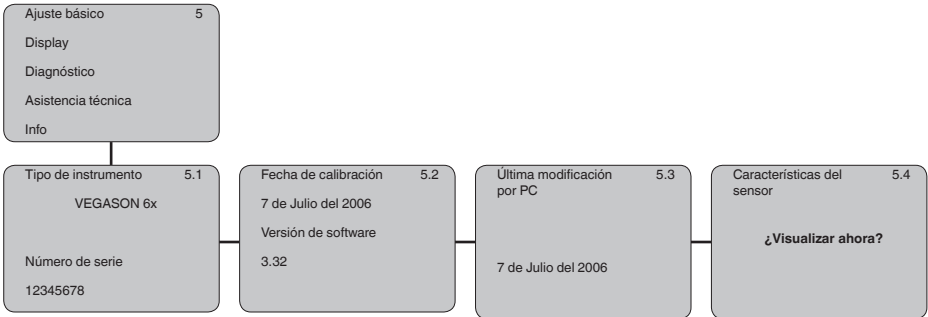 Ajuste básico 5
Display
Diagnóstico
Asistencia técnica
Info
Tipo de instrumento 5.1
VEGASON 6x
Número de serie
12345678
Fecha de calibración 5.2
7 de Julio del 2006
Versión de software
3.32
Última modificación 5.3
por PC
7 de Julio del 2006
Características del 5.4
sensor
¿Visualizar ahora?